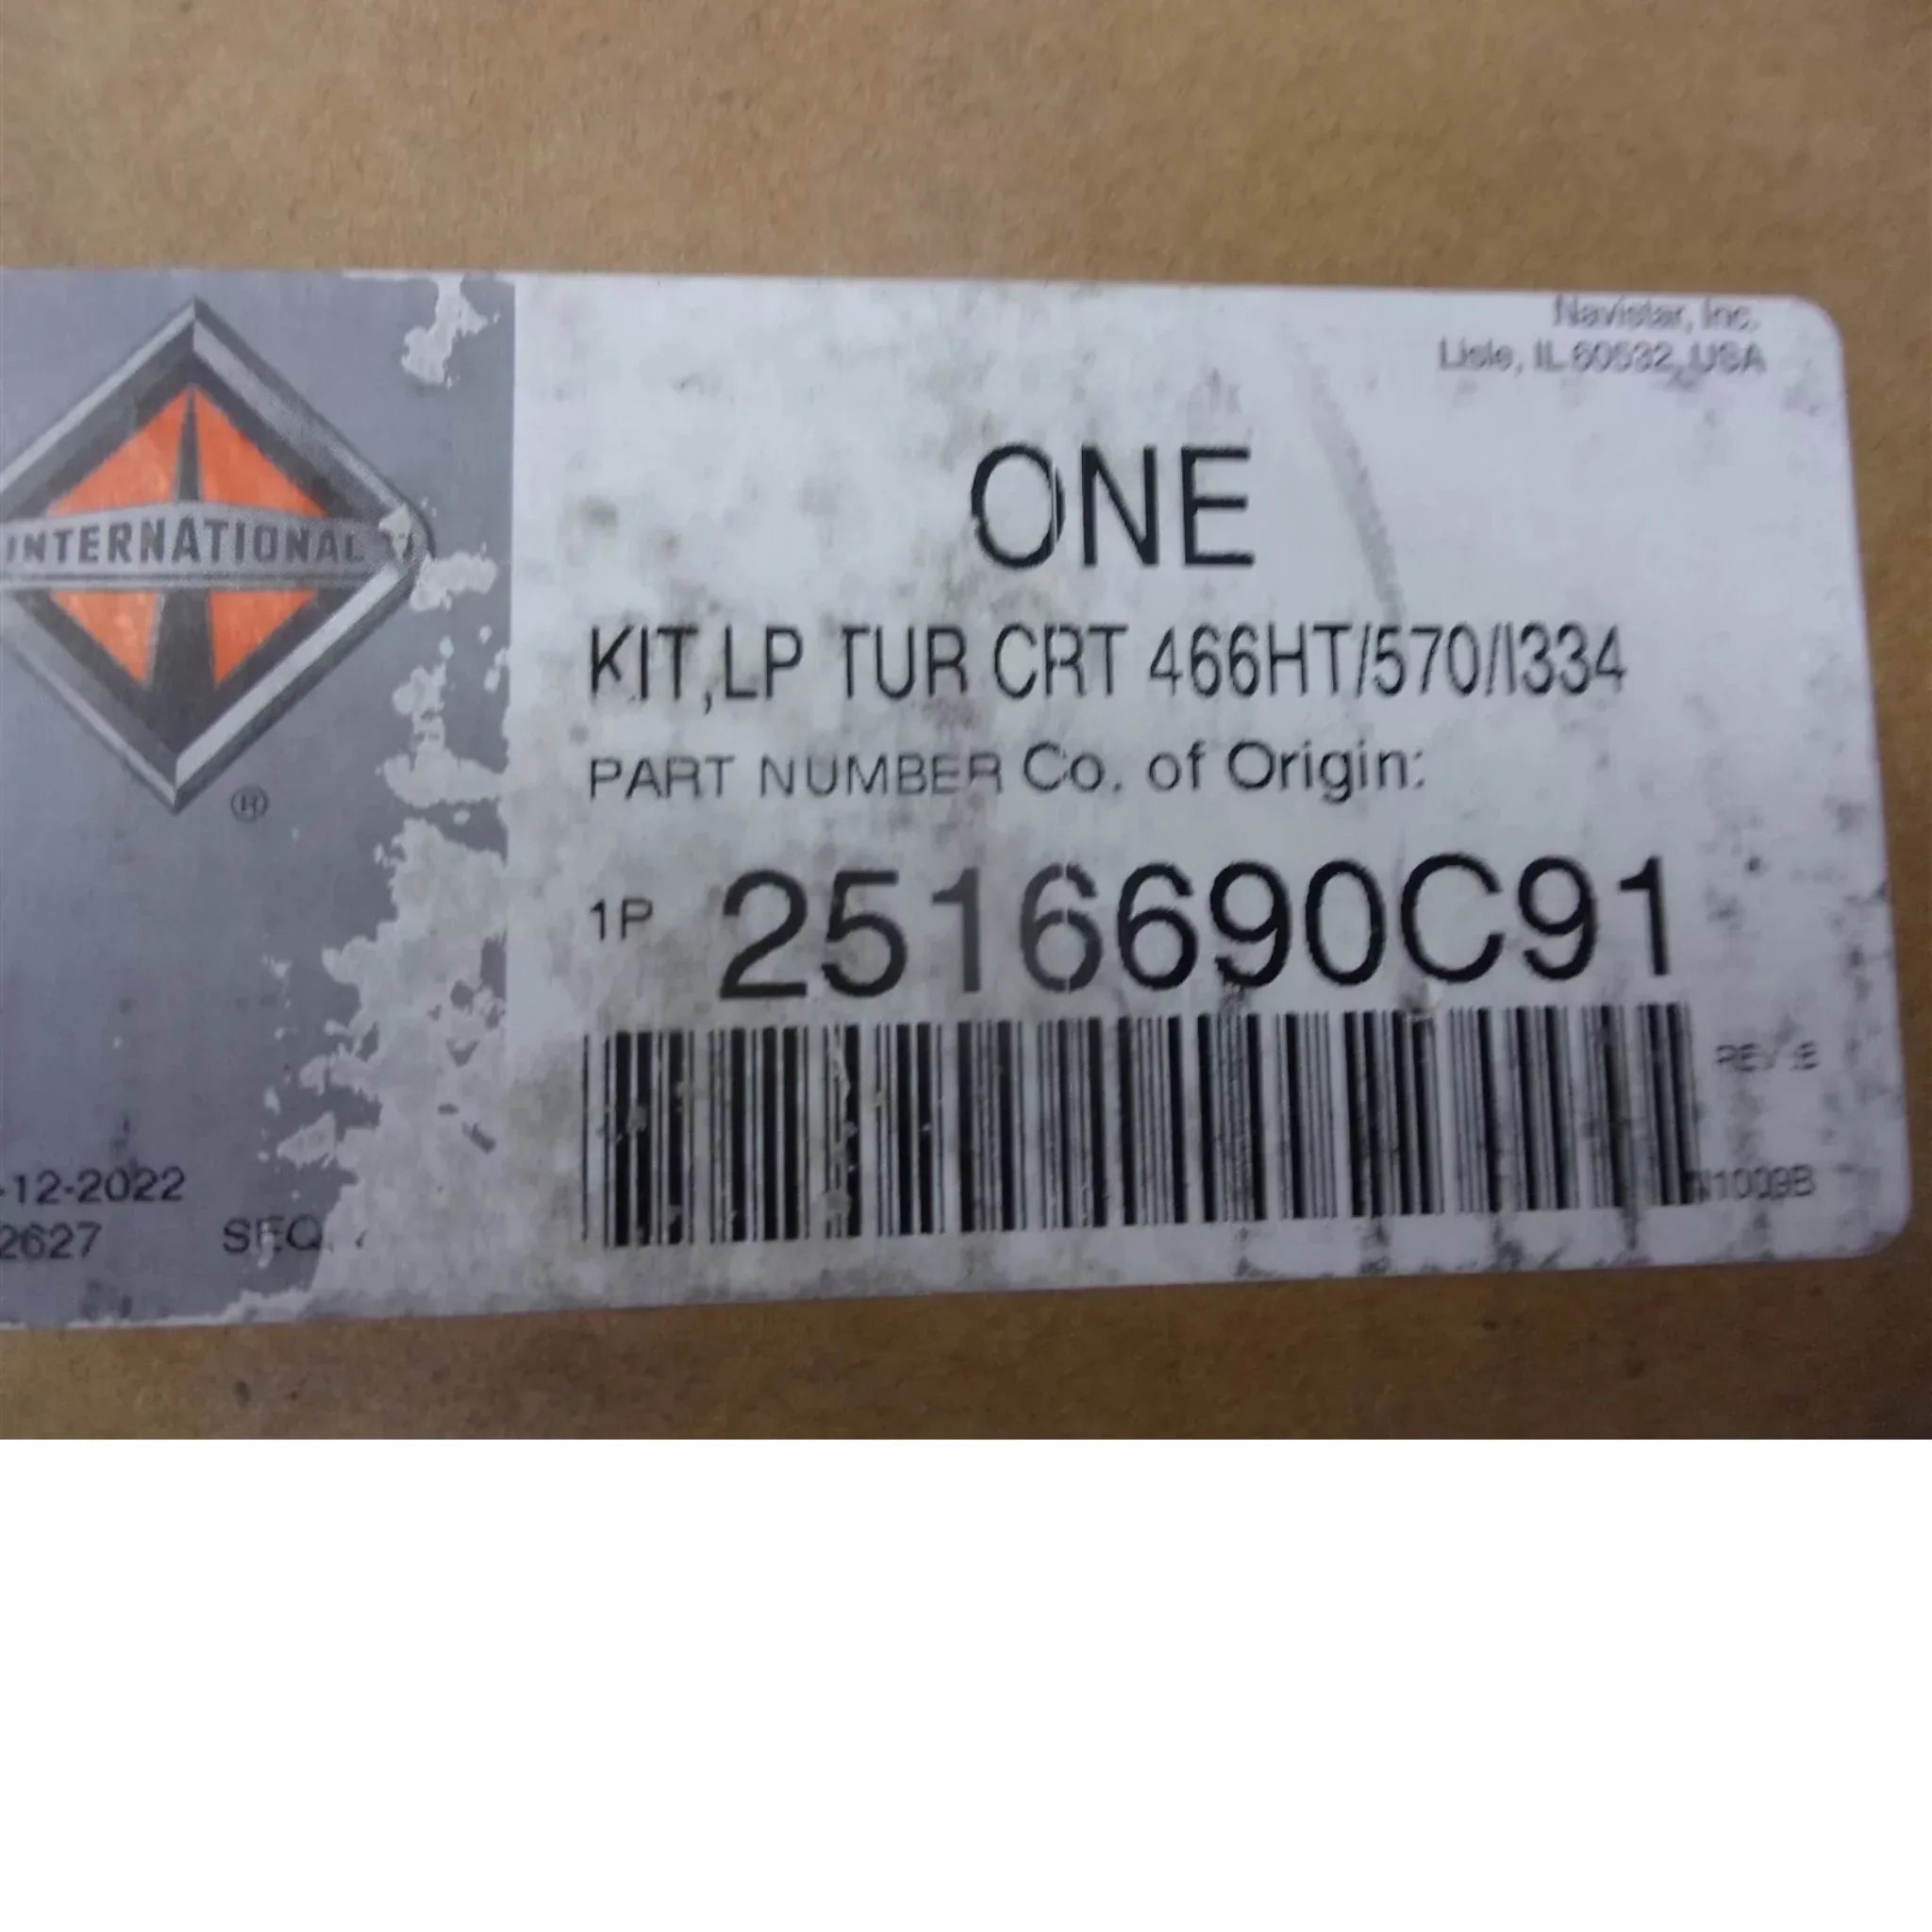 Navistar, Inc.
Lisle, IL 60532, USA
INTERNATIONAL
®
ONE
KIT,LP TUR CRT 466HT/570/I334
PART NUMBER Co. of Origin:
1P 2516690C91
-12-2022
2627 SEQ